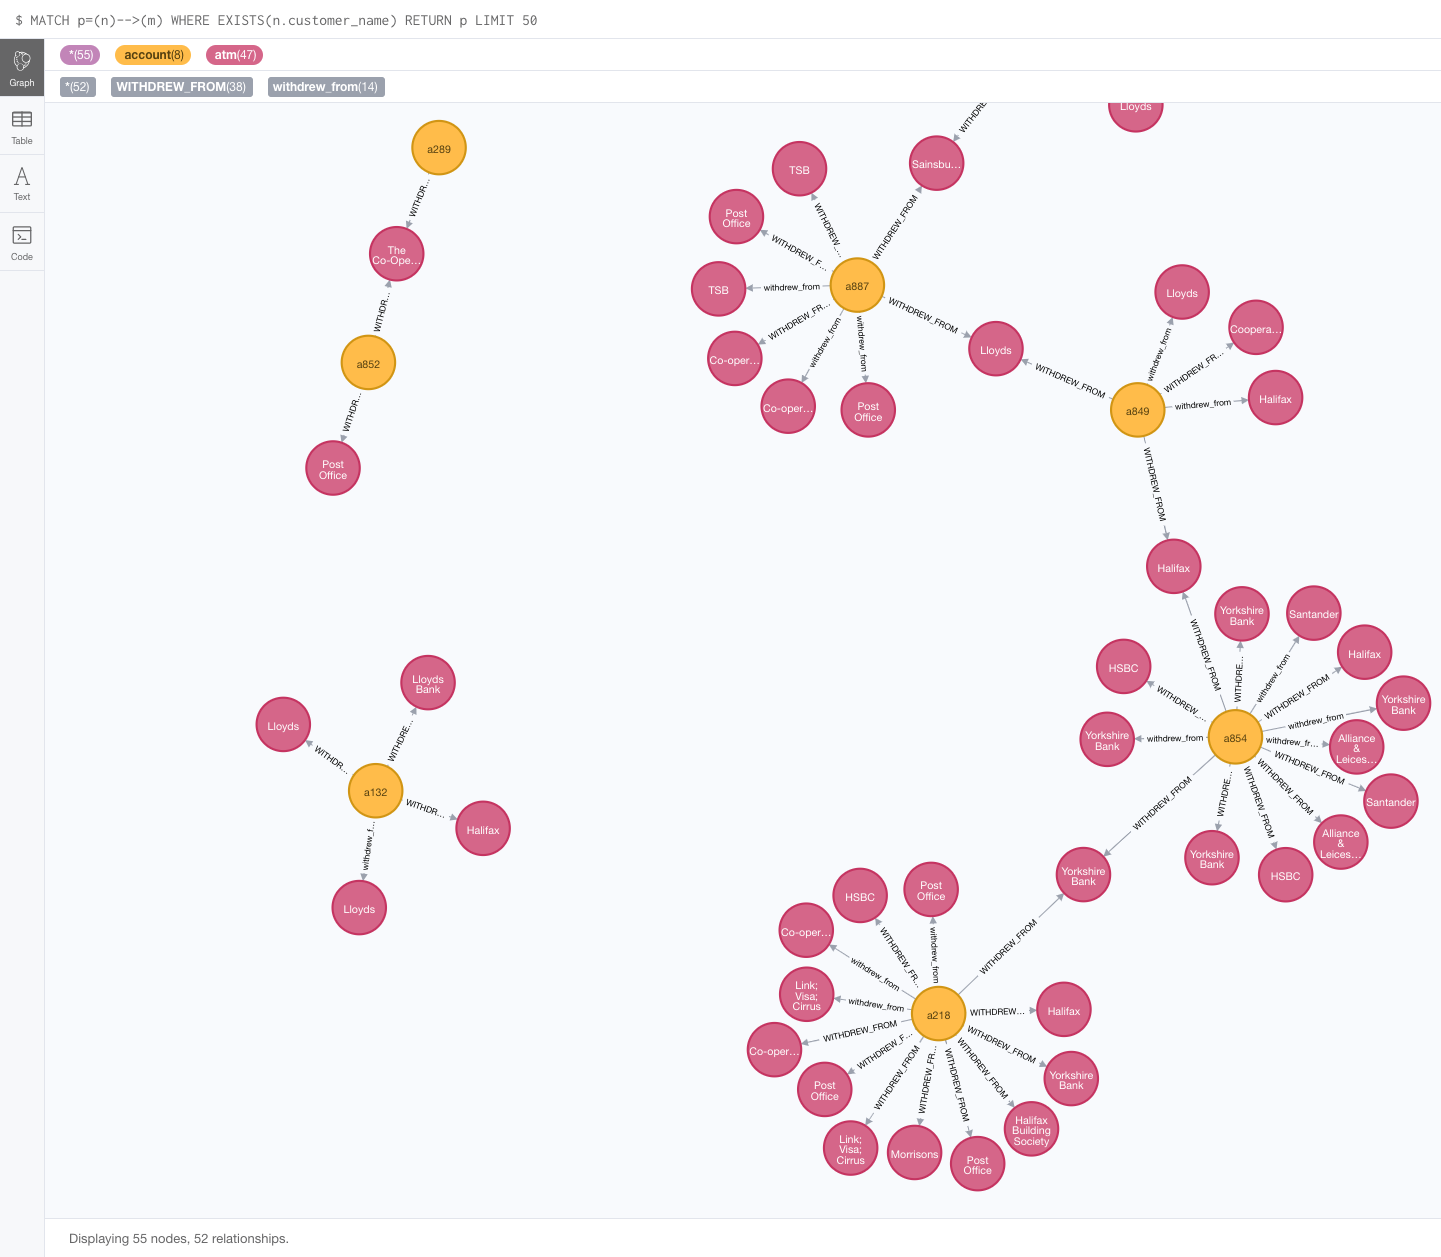 $ MATCH p=(n)-->(m) WHERE EXISTS(n.customer_name) RETURN p LIMIT 50
Graph
*(55)
account(8)
atm(47)
*(52)
WITHDREW_FROM(38)
withdrew_from(14)
Table
Text
Code
a289
WITHDR...
The
Co-Ope...
WITHDR...
a852
WITHDR...
Post
Office
WITHDRE
Lloyds
Sainsbu...
TSB
Post
Office
TSB
Co-oper...
Co-oper...
Post
Office
a887
WITHDREW_FROM
WITHDREW...
WITHDREW_F...
withdrew_from
WITHDREW_FR...
withdrew_from
withdrew_from
WITHDREW_FROM
Lloyds
WITHDREW_FROM
a849
Lloyds
withdrew_from
Coopera...
WITHDREW_FR...
Halifax
withdrew_from
WITHDREW_FROM
Halifax
WITHDREW_FROM
Yorkshire
Bank
WITHDRE...
Santander
withdrew_from
Halifax
WITHDREW_FROM
HSBC
WITHDREW...
Yorkshire
Bank
withdrew_from
Yorkshire
Bank
withdrew_from
a854
Alliance
&
Leices...
withdrew_fr...
Santander
WITHDREW_FROM
Alliance
&
Leices...
WITHDREW_FROM
HSBC
WITHDREW_FROM
Yorkshire
Bank
WITHDRE...
WITHDREW_FROM
Lloyds
Bank
WITHDRE...
Lloyds
WITHDR...
a132
WITHDR...
Halifax
withdrew_f...
Lloyds
Yorkshire
Bank
WITHDREW_FROM
Post
Office
withdrew_from
HSBC
WITHDREW_FR...
Co-oper...
withdrew_from
Link;
Visa;
Cirrus
withdrew_from
a218
WITHDREW...
Halifax
Co-oper...
WITHDREW_FROM
Post
Office
WITHDREW_F...
Yorkshire
Bank
WITHDREW_FROM
Halifax
Building
Society
WITHDREW_FROM
Link;
Visa;
Cirrus
WITHDREW_FROM
Morrisons
WITHDREW_FR...
Post
Office
WITHDREW_FROM
Displaying 55 nodes, 52 relationships.